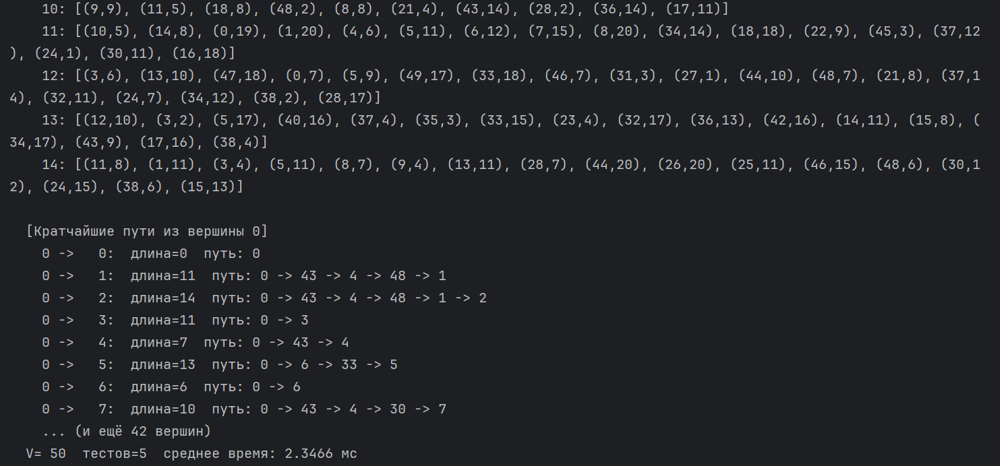 10: [(9,9), (11,5), (18,8), (48,2), (8,8), (21,4), (43,14), (28,2), (36,14), (17,11)]
11: [(10,5), (14,8), (0,19), (1,20), (4,6), (5,11), (6,12), (7,15), (8,20), (34,14), (18,18), (22,9), (45,3), (37,12
), (24,1), (30,11), (16,18)]
12: [(3,6), (13,10), (47,18), (0,7), (5,9), (49,17), (33,18), (46,7), (31,3), (27,1), (44,10), (48,7), (21,8), (37,1
4), (32,11), (24,7), (34,12), (38,2), (28,17)]
13: [(12,10), (3,2), (5,17), (40,16), (37,4), (35,3), (33,15), (23,4), (32,17), (36,13), (42,16), (14,11), (15,8), (
34,17), (43,9), (17,16), (38,4)]
14: [(11,8), (1,11), (3,4), (5,11), (8,7), (9,4), (13,11), (28,7), (44,20), (26,20), (25,11), (46,15), (48,6), (30,1
2), (24,15), (38,6), (15,13)]
[Кратчайшие пути из вершины 0]
0 ->   0:  длина=0  путь: 0
0 ->   1:  длина=11  путь: 0 -> 43 -> 4 -> 48 -> 1
0 ->   2:  длина=14  путь: 0 -> 43 -> 4 -> 48 -> 1 -> 2
0 ->   3:  длина=11  путь: 0 -> 3
0 ->   4:  длина=7  путь: 0 -> 43 -> 4
0 ->   5:  длина=13  путь: 0 -> 6 -> 33 -> 5
0 ->   6:  длина=6  путь: 0 -> 6
0 ->   7:  длина=10  путь: 0 -> 43 -> 4 -> 30 -> 7
... (и ещё 42 вершин)
V= 50  тестов=5  среднее время: 2.3466 мс